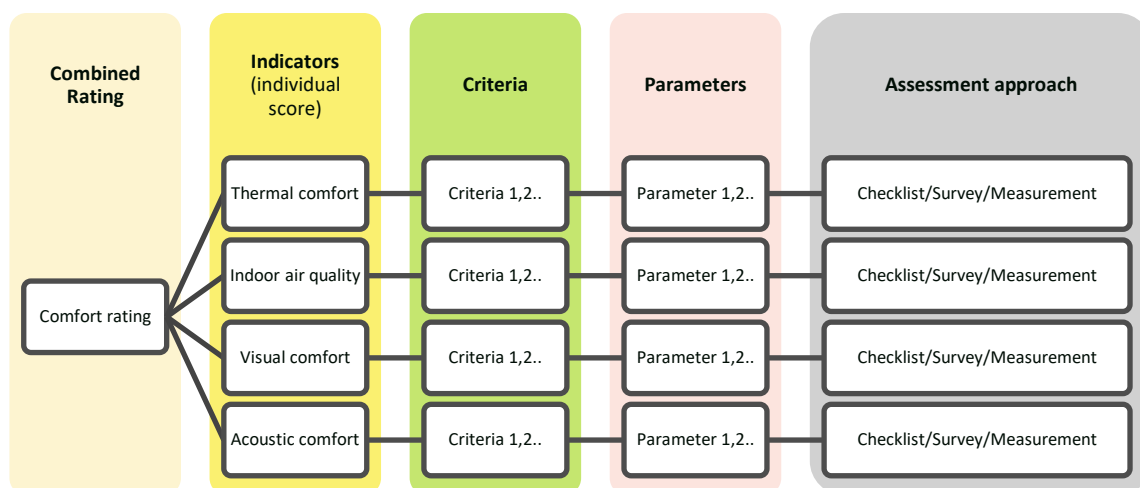 Combined
Rating
Indicators
(individual
score)
Criteria
Parameters
Assessment approach
Thermal comfort
Criteria 1,2..
Parameter 1,2..
Checklist/Survey/Measurement
Indoor air quality
Criteria 1,2..
Parameter 1,2..
Checklist/Survey/Measurement
Comfort rating
Visual comfort
Criteria 1,2..
Parameter 1,2..
Checklist/Survey/Measurement
Acoustic comfort
Criteria 1,2..
Parameter 1,2..
Checklist/Survey/Measurement